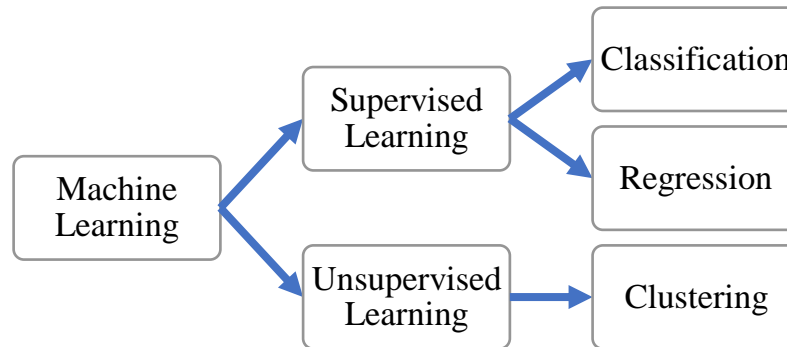 Machine
Learning
Supervised
Learning
Unsupervised
Learning
Classification
Regression
Clustering